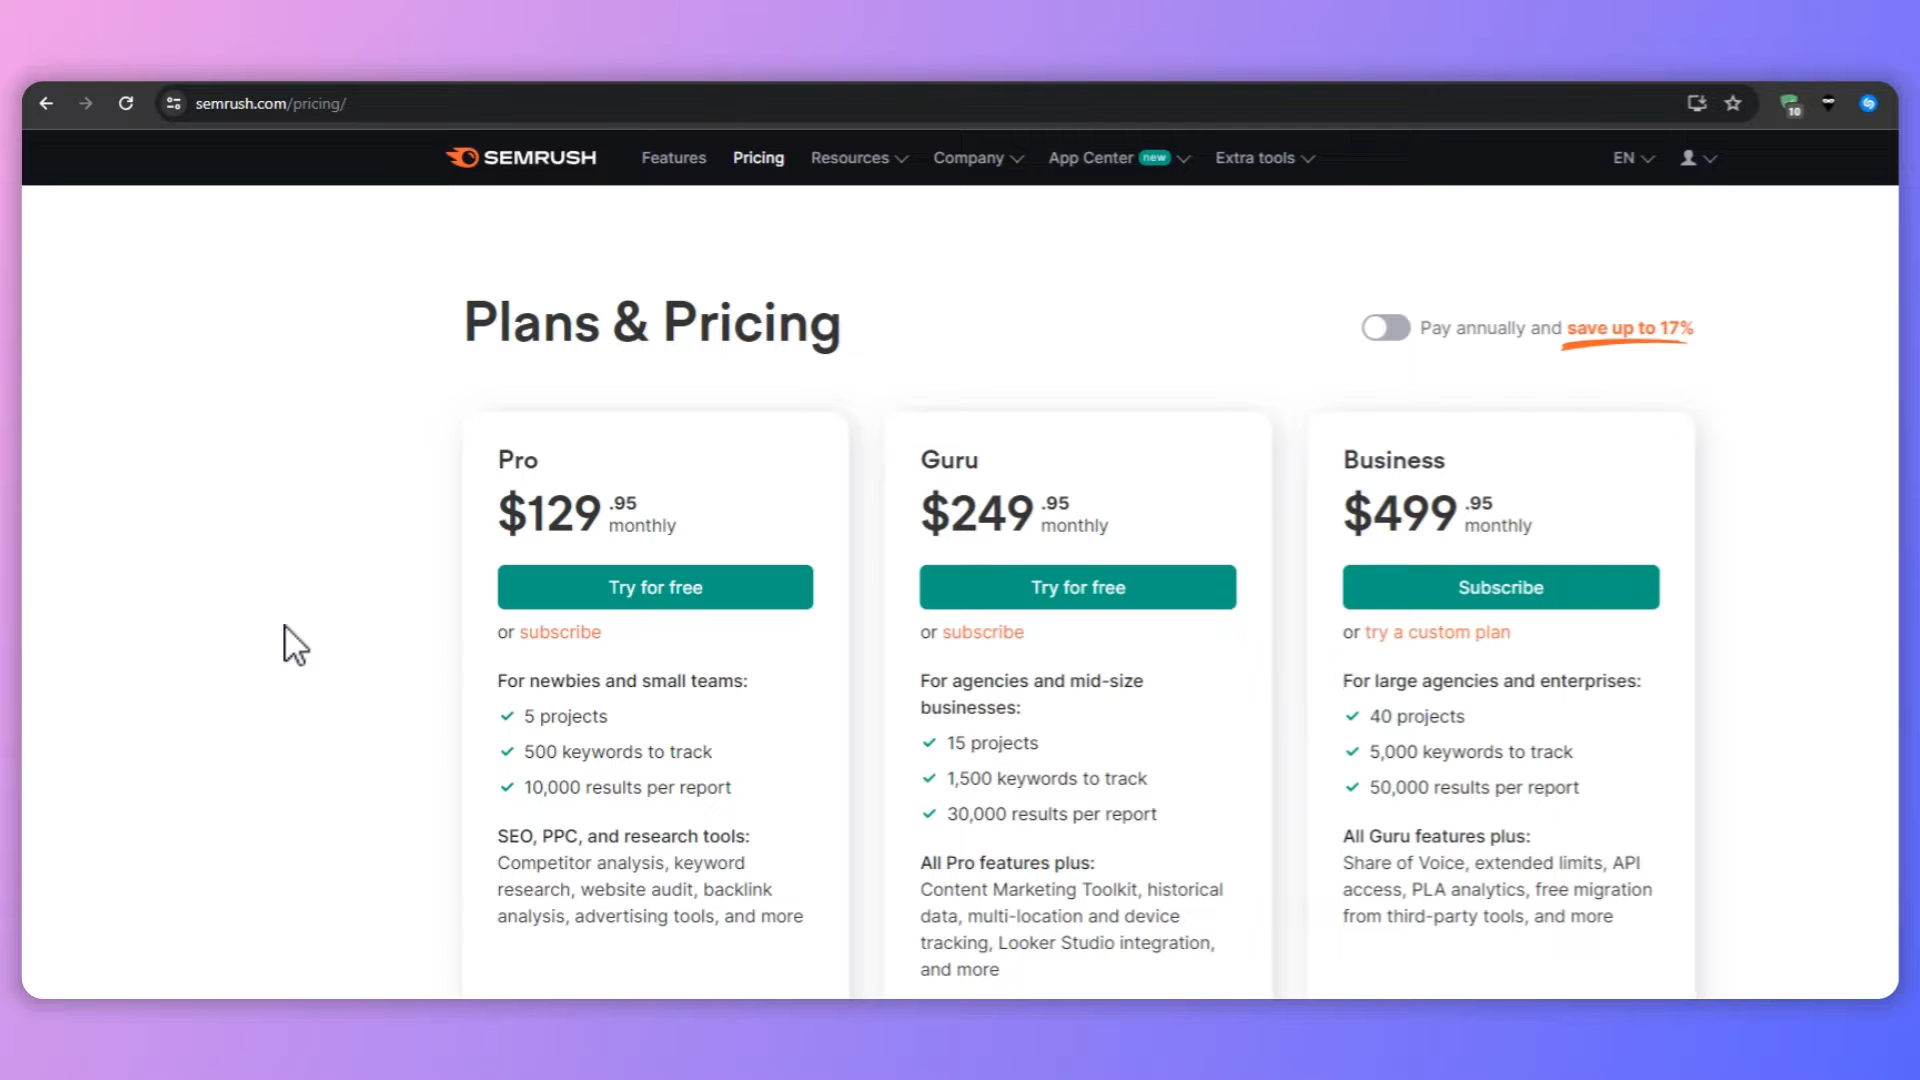 semrush.com/pricing/
10
SEMRUSH Features Pricing Resources Company App Center new Extra tools EN
Plans & Pricing
Pay annually and save up to 17%
Pro
$129 .95 monthly
Try for free
or subscribe
For newbies and small teams:
5 projects
500 keywords to track
10,000 results per report
SEO, PPC, and research tools:
Competitor analysis, keyword
research, website audit, backlink
analysis, advertising tools, and more
Guru
$249 .95 monthly
Try for free
or subscribe
For agencies and mid-size
businesses:
15 projects
1,500 keywords to track
30,000 results per report
All Pro features plus:
Content Marketing Toolkit, historical
data, multi-location and device
tracking, Looker Studio integration,
and more
Business
$499 .95 monthly
Subscribe
or try a custom plan
For large agencies and enterprises:
40 projects
5,000 keywords to track
50,000 results per report
All Guru features plus:
Share of Voice, extended limits, API
access, PLA analytics, free migration
from third-party tools, and more